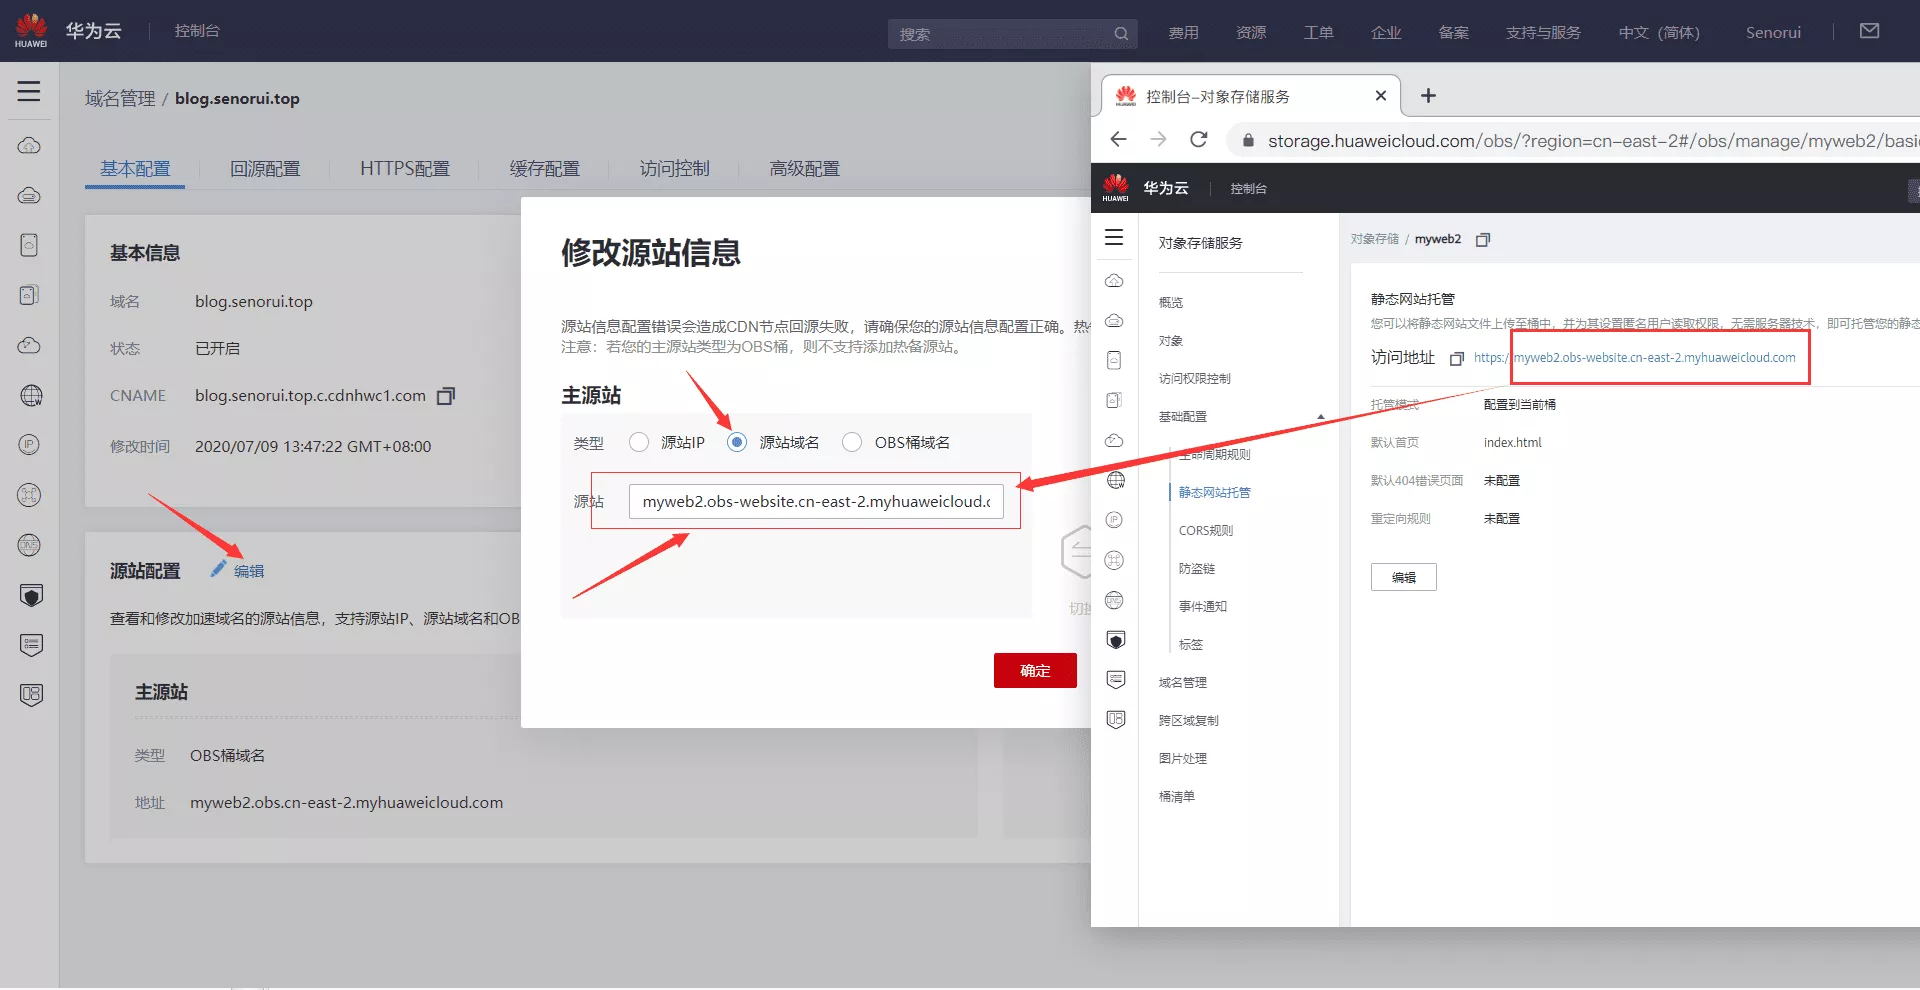 HUAWEI 华为云 控制台 搜索 费用 资源 工单 企业 备案 支持与服务 中文（简体） Senorui
域名管理 / blog.senorui.top
基本配置 回源配置 HTTPS配置 缓存配置 访问控制 高级配置
基本信息
域名 blog.senorui.top
状态 已开启
CNAME blog.senorui.top.c.cdnhwc1.com
修改时间 2020/07/09 13:47:22 GMT+08:00
源站配置 编辑
查看和修改加速域名的源站信息，支持源站IP、源站域名和OB
主源站
类型 OBS桶域名
地址 myweb2.obs.cn-east-2.myhuaweicloud.com
IP
DNS
修改源站信息
源站信息配置错误会造成CDN节点回源失败，请确保您的源站信息配置正确。热
注意：若您的主源站类型为OBS桶，则不支持添加热备源站。
主源站
类型 源站IP 源站域名 OBS桶域名
源站 myweb2.obs-website.cn-east-2.myhuaweicloud.c
确定
控制台-对象存储服务
storage.huaweicloud.com/obs/?region=cn-east-2#/obs/manage/myweb2/basi
HUAWEI 华为云 控制台
IP
DNS
对象存储服务
概览
对象
访问权限控制
基础配置
生命周期规则
静态网站托管
CORS规则
防盗链
事件通知
标签
域名管理
跨区域复制
图片处理
桶清单
对象存储 / myweb2
静态网站托管
您可以将静态网站文件上传至桶中，并为其设置匿名用户读取权限，无需服务器技术，即可托管您的静态
访问地址 https://myweb2.obs-website.cn-east-2.myhuaweicloud.com
托管模式 配置到当前桶
默认首页 index.html
默认404错误页面 未配置
重定向规则 未配置
编辑